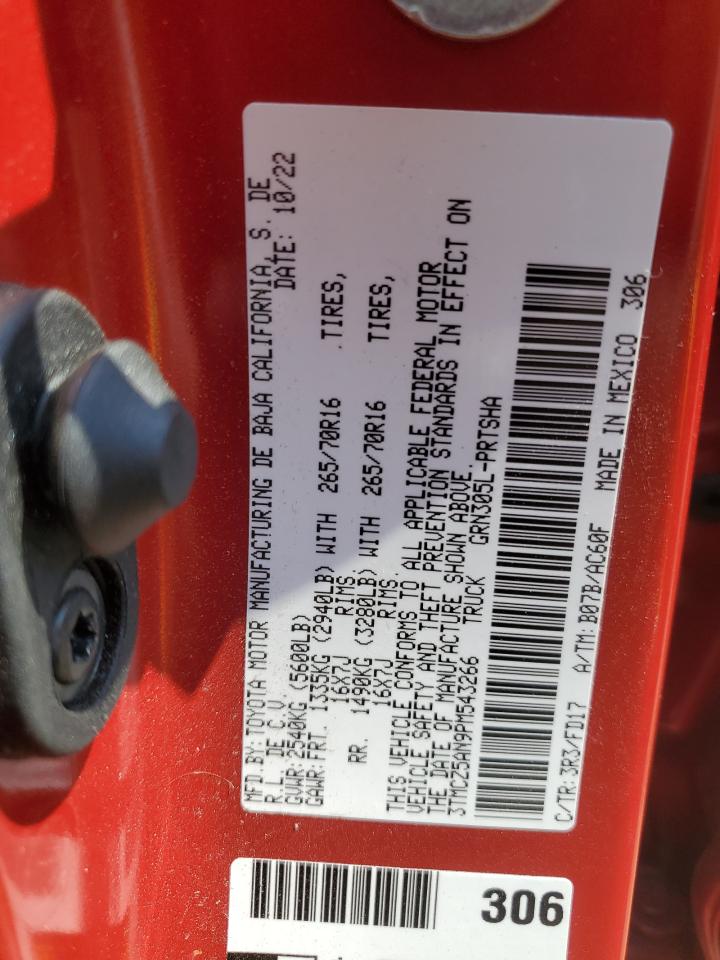 MFD.BY:TOYOTA MOTOR MANUFACTURING DE BAJA CALIFORNIA, S. DE
R.L. DE C.V. DATE: 10/22
GVWR:2540KG (5600LB)
GAWR:FRT. 1335KG (2940LB) WITH 265/70R16 .TIRES,
16X7J RIMS
RR. 1490KG (3280LB) WITH 265/70R16 TIRES,
16X7J RIMS
THIS VEHICLE CONFORMS TO ALL APPLICABLE FEDERAL MOTOR
VEHICLE SAFETY AND THEFT PREVENTION STANDARDS IN EFFECT ON
THE DATE OF MANUFACTURE SHOWN ABOVE.
3TMCZ5AN9PM543266 TRUCK GRN305L-PRTSHA
C/TR:3R3/FD17 A/TM:B07B/AC60F MADE IN MEXICO 306
306